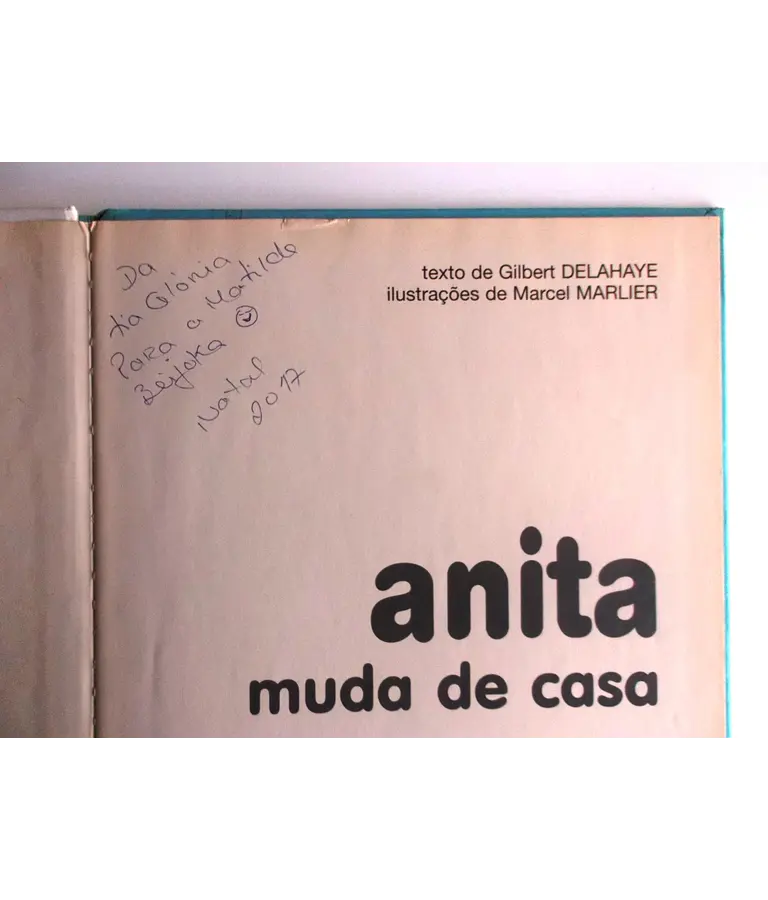 Da
tia Glória
Para a Matilde
Beijoka
Natal
2017
texto de Gilbert DELAHAYE
ilustrações de Marcel MARLIER
anita
muda de casa